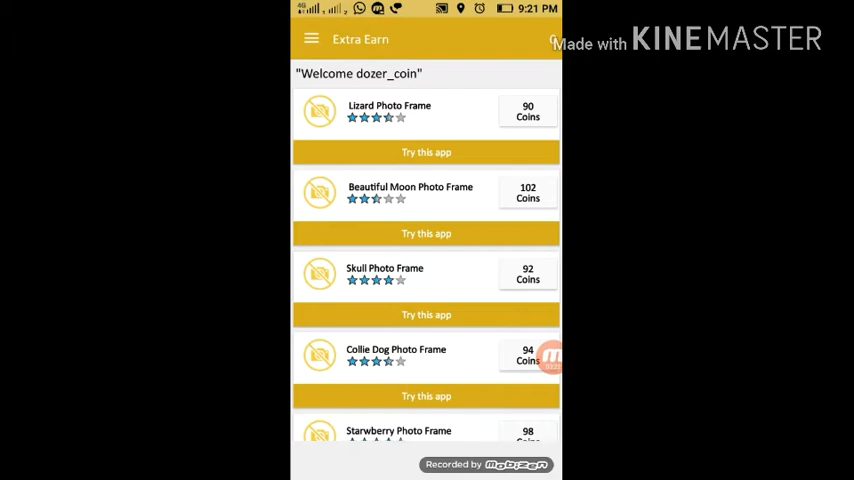 4G
9:21 PM
Extra Earn
Made with KINEMASTER
"Welcome dozer_coin"
Lizard Photo Frame
90
Coins
Try this app
Beautiful Moon Photo Frame
102
Coins
Try this app
Skull Photo Frame
92
Coins
Try this app
Collie Dog Photo Frame
94
Coins
Try this app
Starwberry Photo Frame
98
Recorded by mobizen